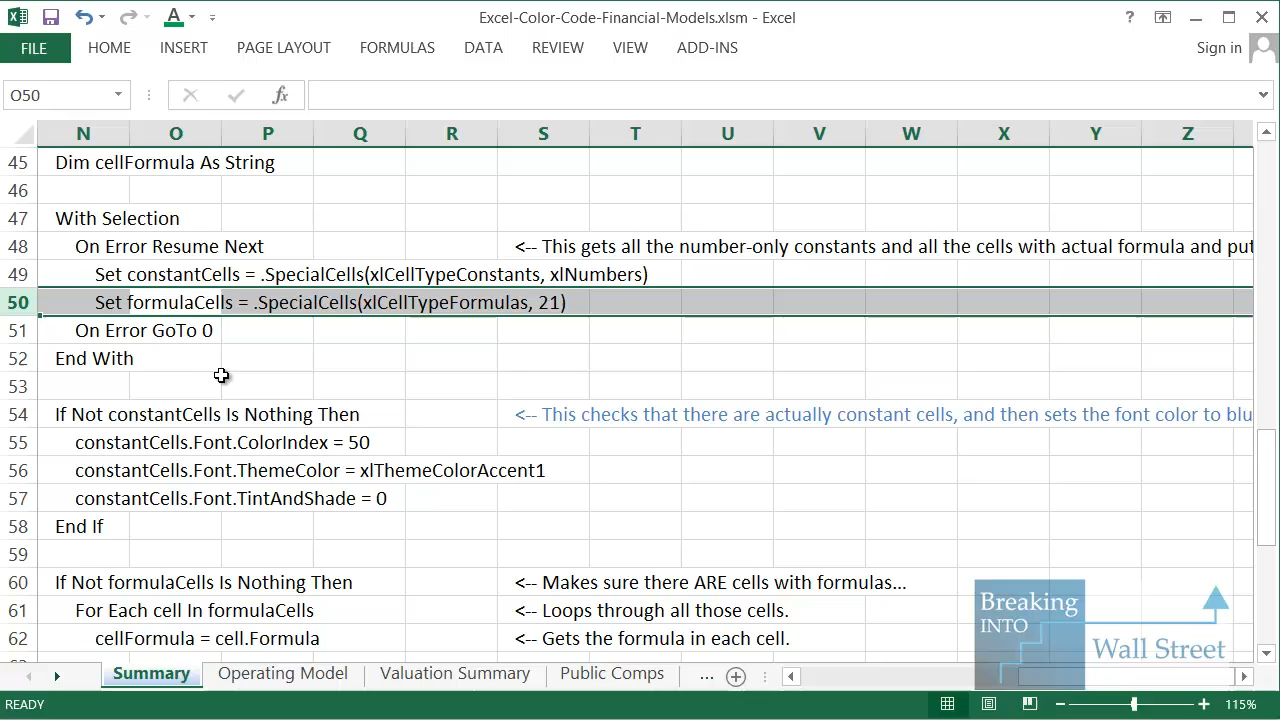 Excel-Color-Code-Financial-Models.xlsm - Excel
FILE HOME INSERT PAGE LAYOUT FORMULAS DATA REVIEW VIEW ADD-INS Sign in
O50 fx
N O P Q R S T U V W X Y Z
45 Dim cellFormula As String
46
47 With Selection
48 On Error Resume Next <-- This gets all the number-only constants and all the cells with actual formula and put
49 Set constantCells = .SpecialCells(xlCellTypeConstants, xlNumbers)
50 Set formulaCells = .SpecialCells(xlCellTypeFormulas, 21)
51 On Error GoTo 0
52 End With
53
54 If Not constantCells Is Nothing Then <-- This checks that there are actually constant cells, and then sets the font color to blu
55 constantCells.Font.ColorIndex = 50
56 constantCells.Font.ThemeColor = xlThemeColorAccent1
57 constantCells.Font.TintAndShade = 0
58 End If
59
60 If Not formulaCells Is Nothing Then <-- Makes sure there ARE cells with formulas...
61 For Each cell In formulaCells <-- Loops through all those cells.
62 cellFormula = cell.Formula <-- Gets the formula in each cell.
Breaking
INTO
Wall Street
Summary Operating Model Valuation Summary Public Comps ...
READY 115%